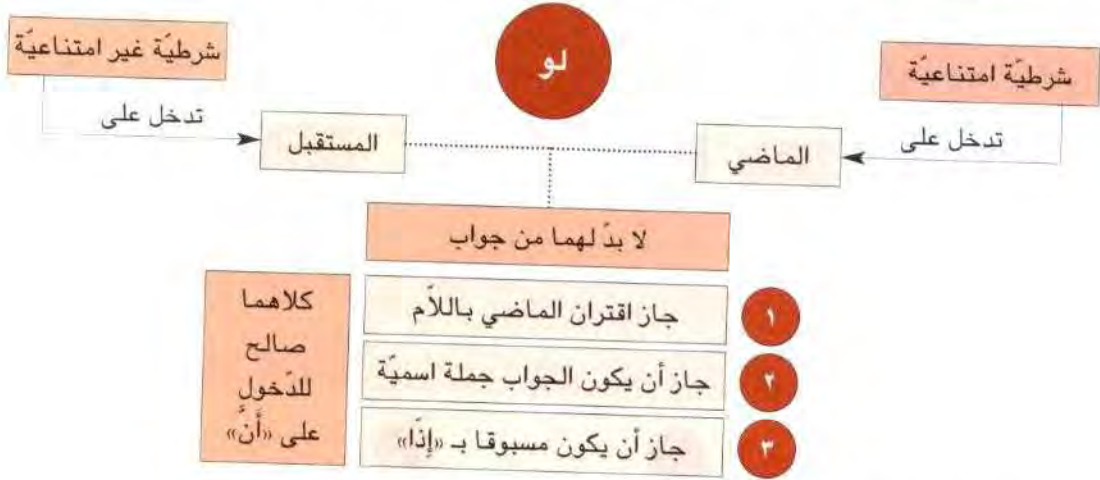 لو
شرطيّة امتناعيّة
شرطيّة غير امتناعيّة
تدخل على
تدخل على
الماضي
المستقبل
لا بدّ لهما من جواب
١
جاز اقتران الماضي باللاّم
٢
جاز أن يكون الجواب جملة اسميّة
٣
جاز أن يكون مسبوقا بـ «إذًا»
كلاهما
صالح
للدّخول
على «أَنَّ»